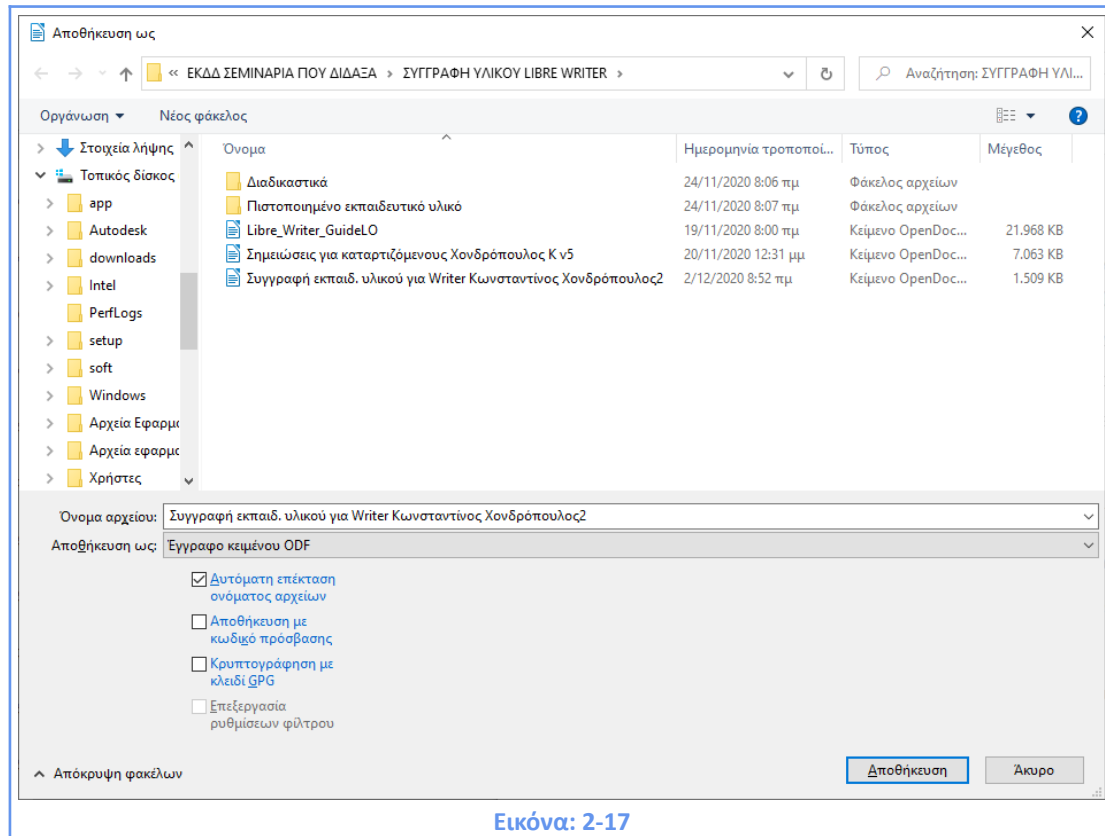 Αποθήκευση ως
« ΕΚΔΔ ΣΕΜΙΝΑΡΙΑ ΠΟΥ ΔΙΔΑΞΑ › ΣΥΓΓΡΑΦΗ ΥΛΙΚΟΥ LIBRE WRITER ›
Αναζήτηση: ΣΥΓΓΡΑΦΗ ΥΛΙ...
Οργάνωση Νέος φάκελος
Στοιχεία λήψης
Τοπικός δίσκος
app
Autodesk
downloads
Intel
PerfLogs
setup
soft
Windows
Αρχεία Εφαρμο
Αρχεία εφαρμο
Χρήστες
Όνομα Ημερομηνία τροποποί... Τύπος Μέγεθος
Διαδικαστικά 24/11/2020 8:06 πμ Φάκελος αρχείων
Πιστοποιημένο εκπαιδευτικό υλικό 24/11/2020 8:07 πμ Φάκελος αρχείων
Libre_Writer_GuideLO 19/11/2020 8:00 πμ Κείμενο OpenDoc... 21.968 KB
Σημειώσεις για καταρτιζόμενους Χονδρόπουλος Κ v5 20/11/2020 12:31 μμ Κείμενο OpenDoc... 7.063 KB
Συγγραφή εκπαιδ. υλικού για Writer Κωνσταντίνος Χονδρόπουλος2 2/12/2020 8:52 πμ Κείμενο OpenDoc... 1.509 KB
Όνομα αρχείου: Συγγραφή εκπαιδ. υλικού για Writer Κωνσταντίνος Χονδρόπουλος2
Αποθήκευση ως: Έγγραφο κειμένου ODF
Αυτόματη επέκταση
ονόματος αρχείων
Αποθήκευση με
κωδικό πρόσβασης
Κρυπτογράφηση με
κλειδί GPG
Επεξεργασία
ρυθμίσεων φίλτρου
Απόκρυψη φακέλων
Αποθήκευση Άκυρο
Εικόνα: 2-17